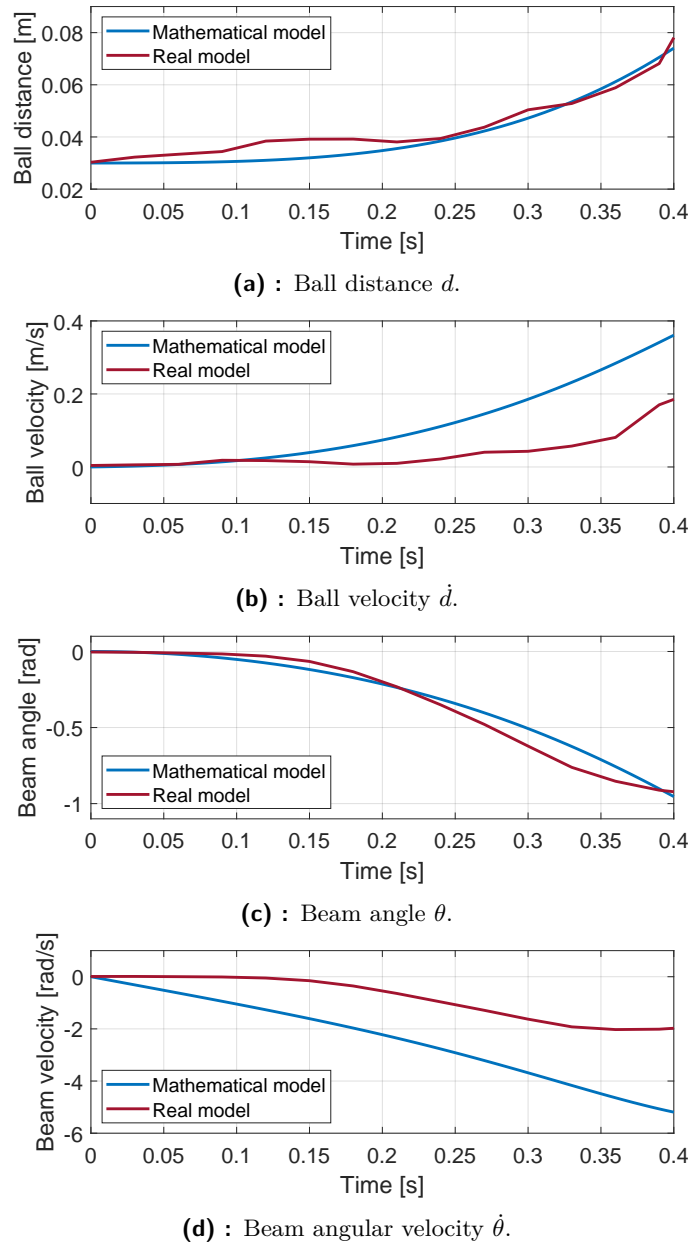 0.08
0.06
0.04
0.02
Ball distance [m]
Mathematical model
Real model
0 0.05 0.1 0.15 0.2 0.25 0.3 0.35 0.4
Time [s]
(a) : Ball distance d.
0.4
0.2
0
Ball velocity [m/s]
Mathematical model
Real model
0 0.05 0.1 0.15 0.2 0.25 0.3 0.35 0.4
Time [s]
(b) : Ball velocity ḋ.
0
-0.5
-1
Beam angle [rad]
Mathematical model
Real model
0 0.05 0.1 0.15 0.2 0.25 0.3 0.35 0.4
Time [s]
(c) : Beam angle θ.
0
-2
-4
-6
Beam velocity [rad/s]
Mathematical model
Real model
0 0.05 0.1 0.15 0.2 0.25 0.3 0.35 0.4
Time [s]
(d) : Beam angular velocity θ̇.